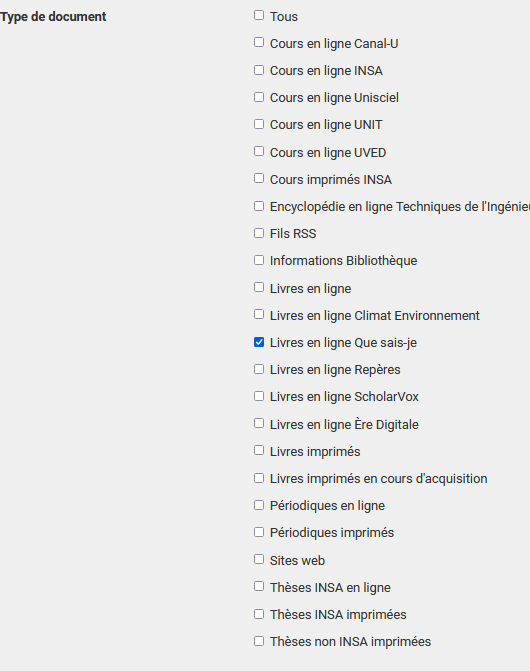 Type de document
Tous
Cours en ligne Canal-U
Cours en ligne INSA
Cours en ligne Unisciel
Cours en ligne UNIT
Cours en ligne UVED
Cours imprimés INSA
Encyclopédie en ligne Techniques de l'Ingénie
Fils RSS
Informations Bibliothèque
Livres en ligne
Livres en ligne Climat Environnement
Livres en ligne Que sais-je
Livres en ligne Repères
Livres en ligne ScholarVox
Livres en ligne Ère Digitale
Livres imprimés
Livres imprimés en cours d'acquisition
Périodiques en ligne
Périodiques imprimés
Sites web
Thèses INSA en ligne
Thèses INSA imprimées
Thèses non INSA imprimées